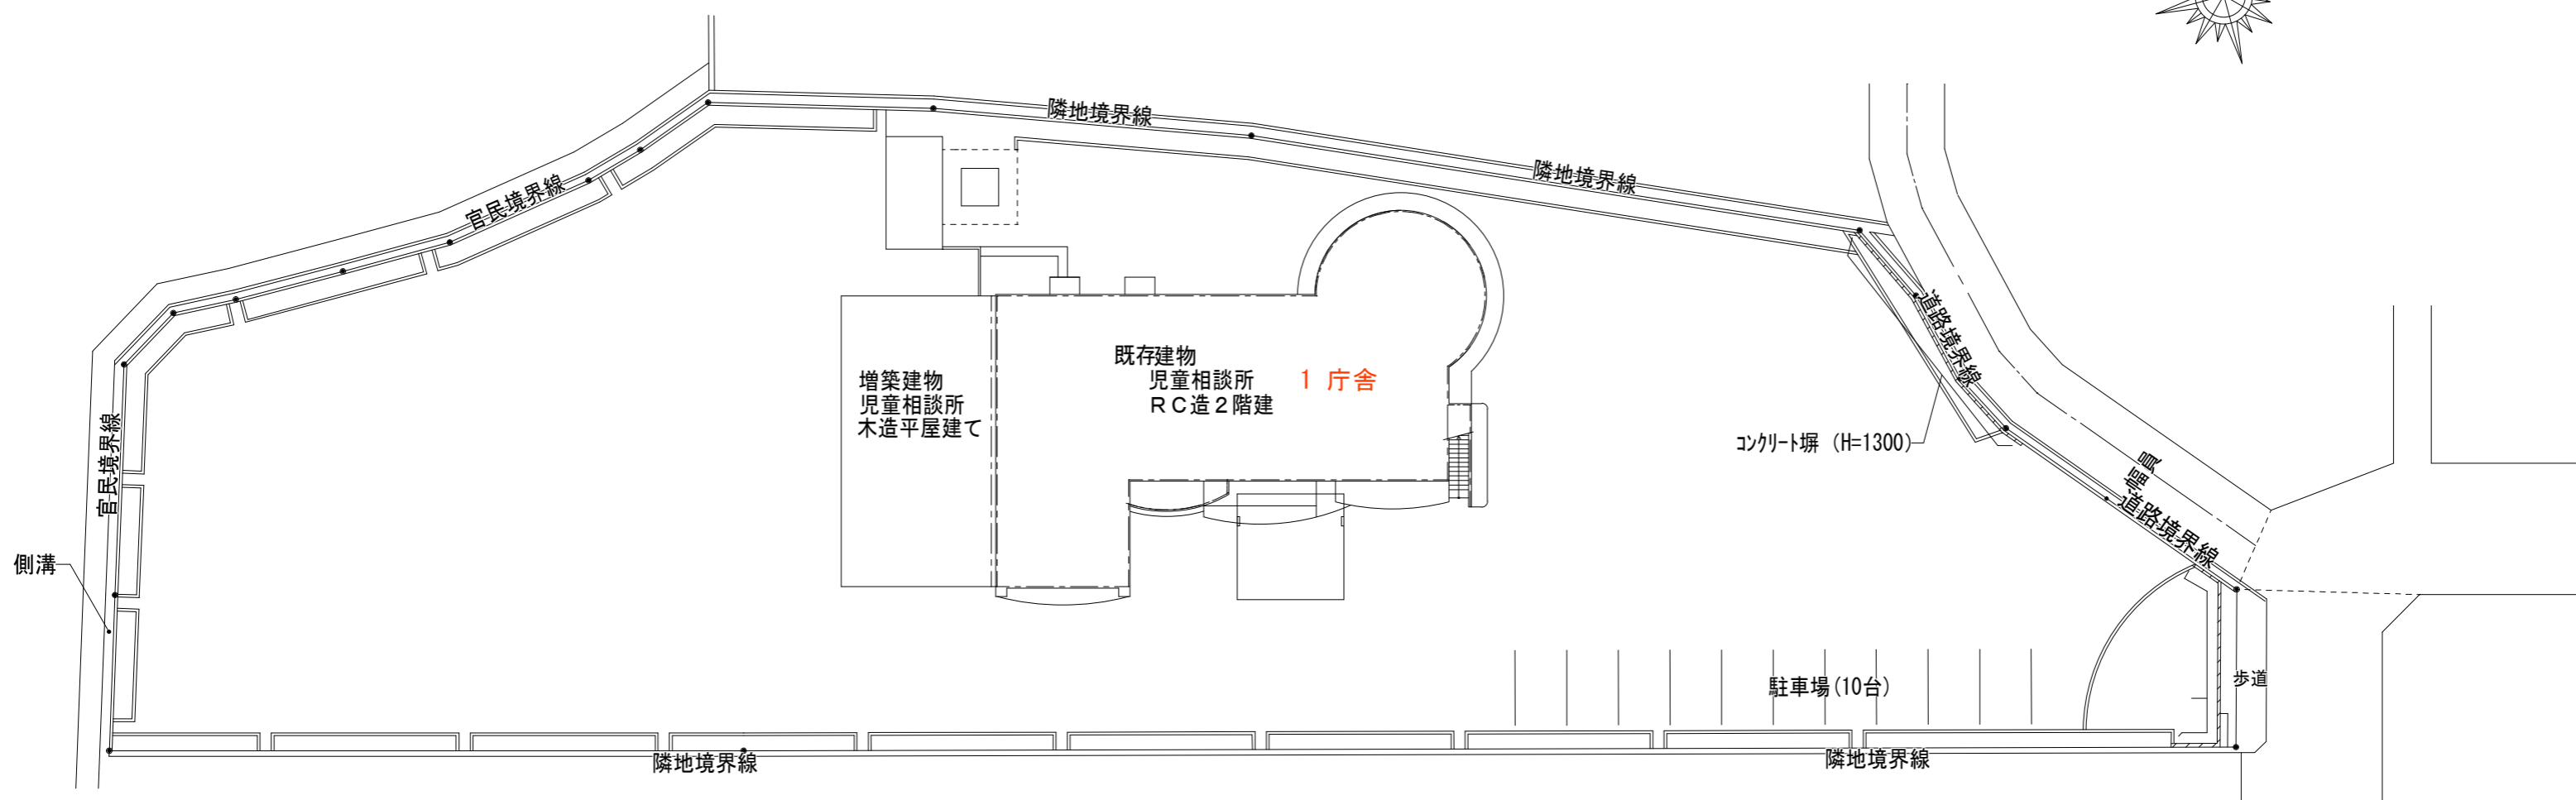 隣地境界線
隣地境界線
官民境界線
道路境界線
既存建物
児童相談所
RC造2階建
1 庁舎
増築建物
児童相談所
木造平屋建て
コンクリート塀 (H=1300)
官民境界線
幅員
道路境界線
側溝
歩道
駐車場(10台)
隣地境界線
隣地境界線